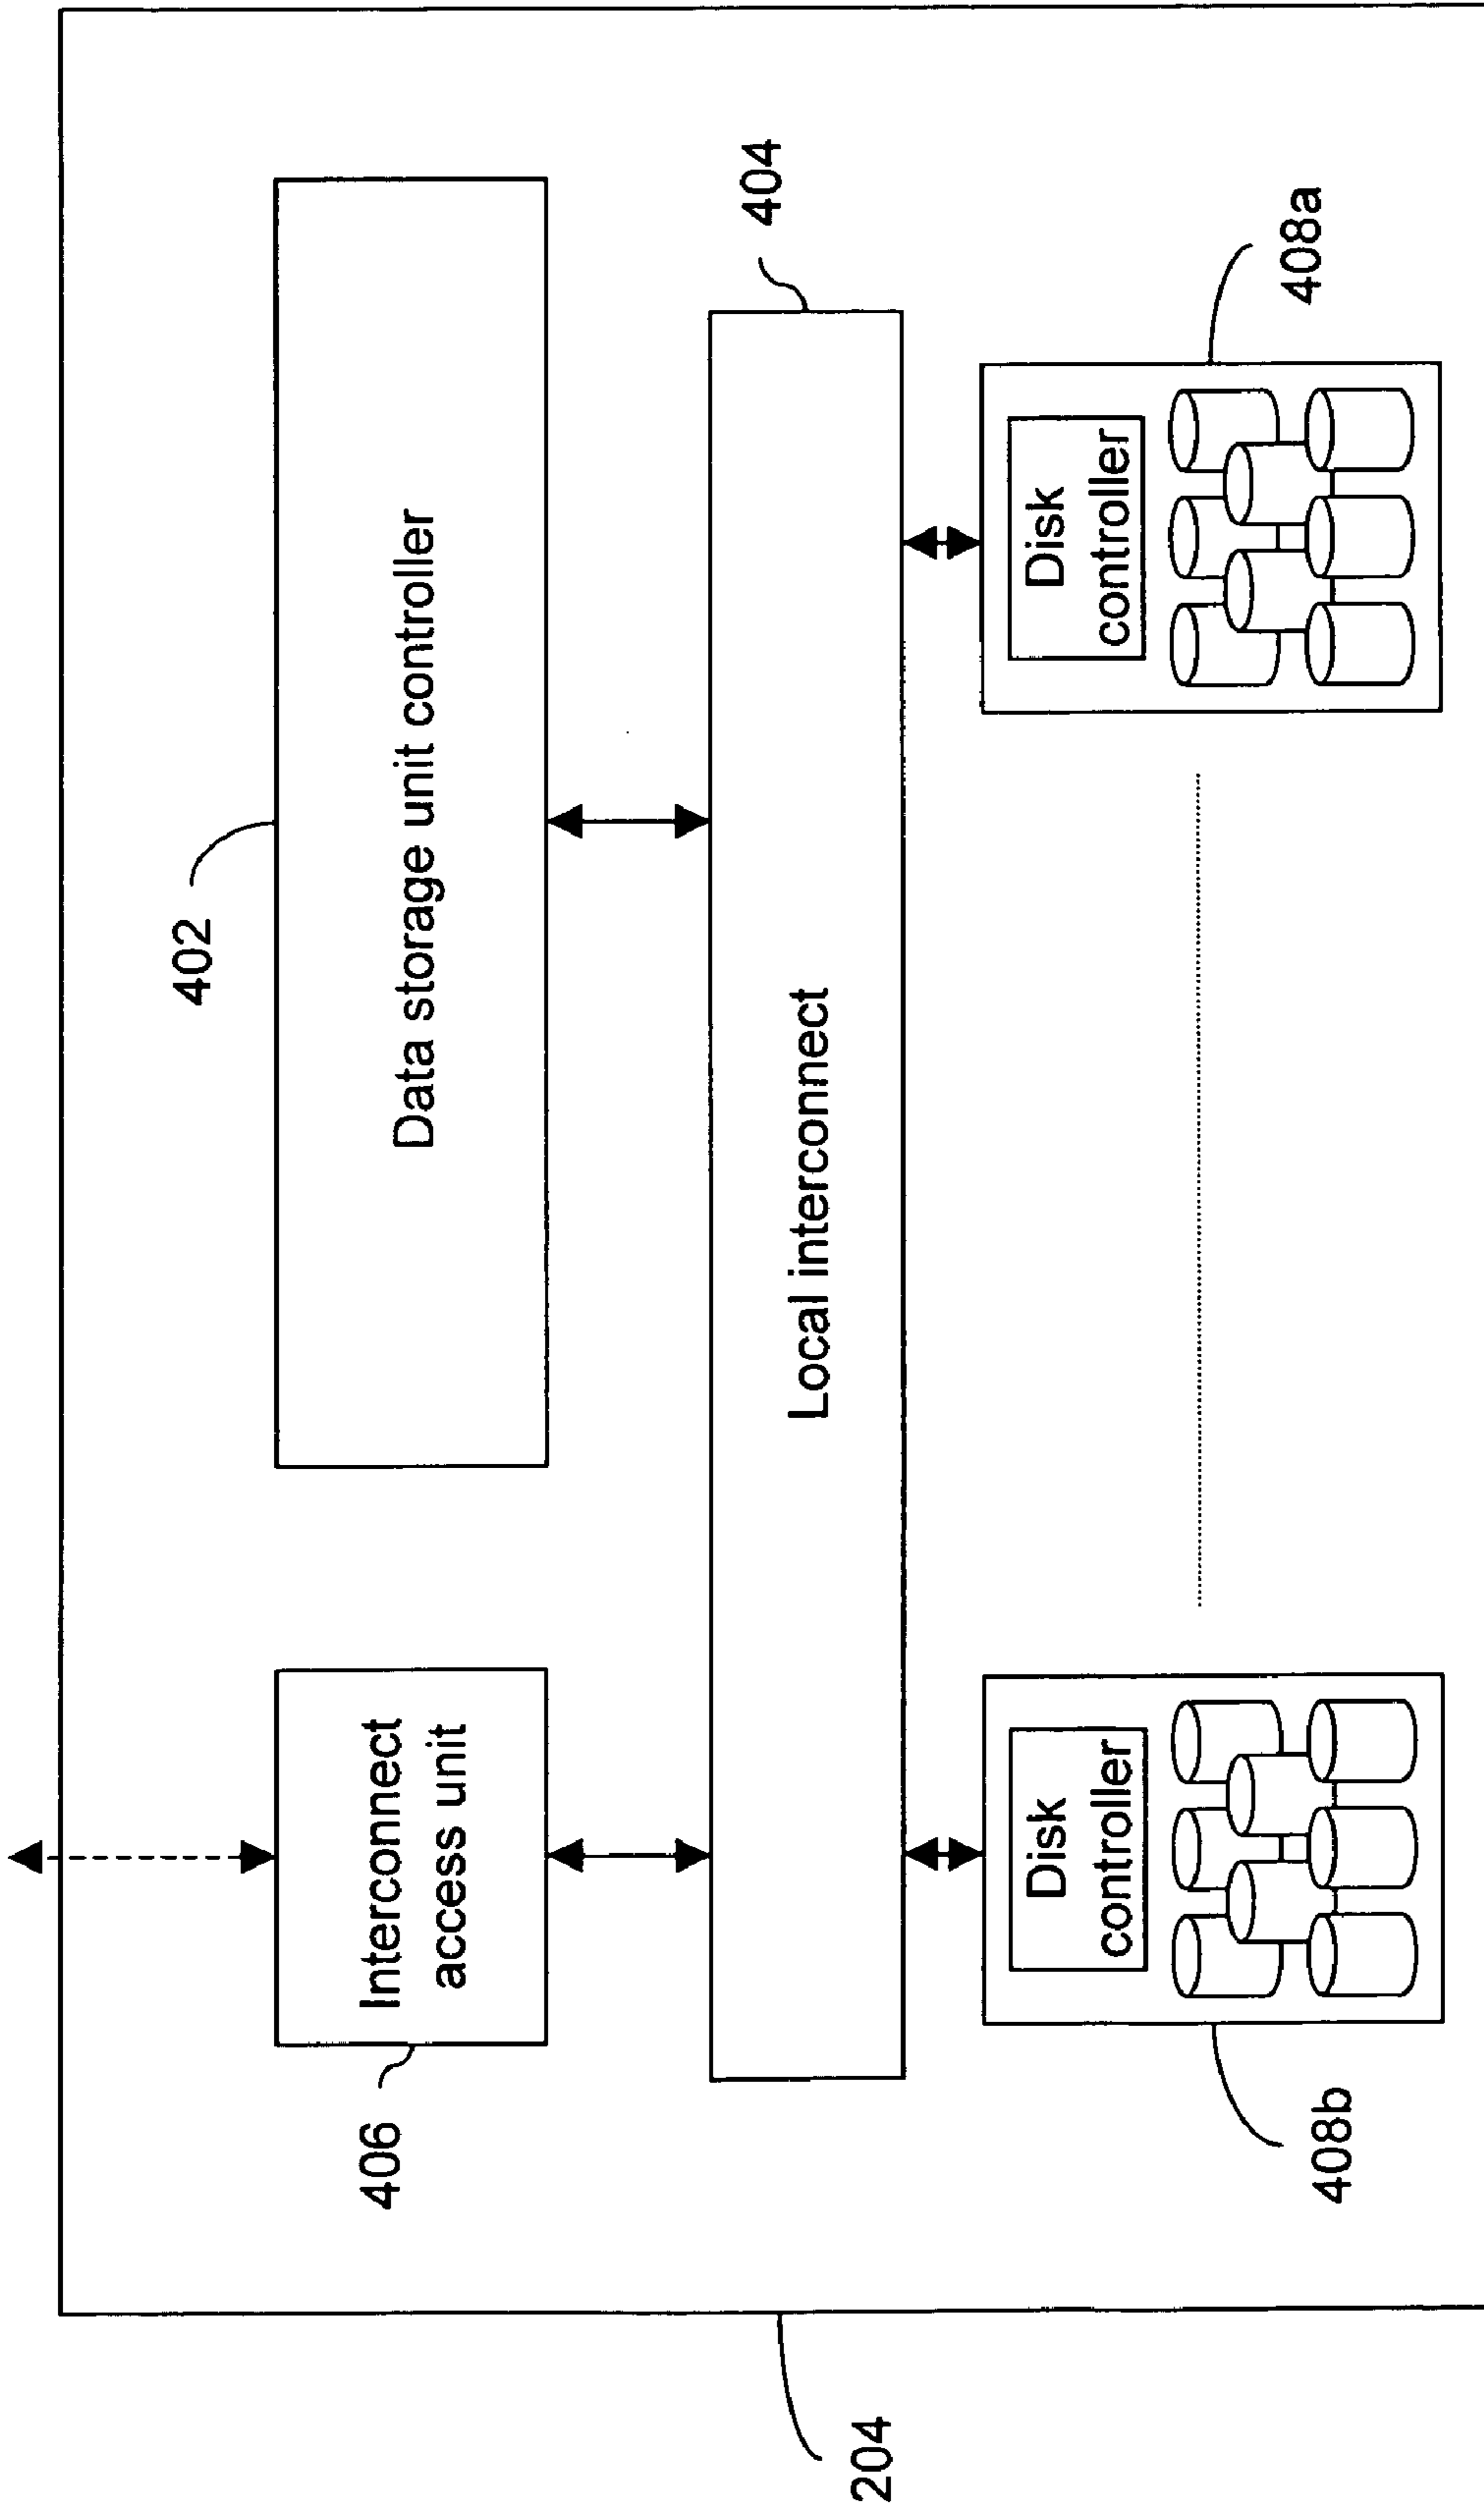 402
Data storage unit controller
406
Interconnect
access unit
404
Local interconnect
204
408b
Disk
controller
Disk
controller
408a